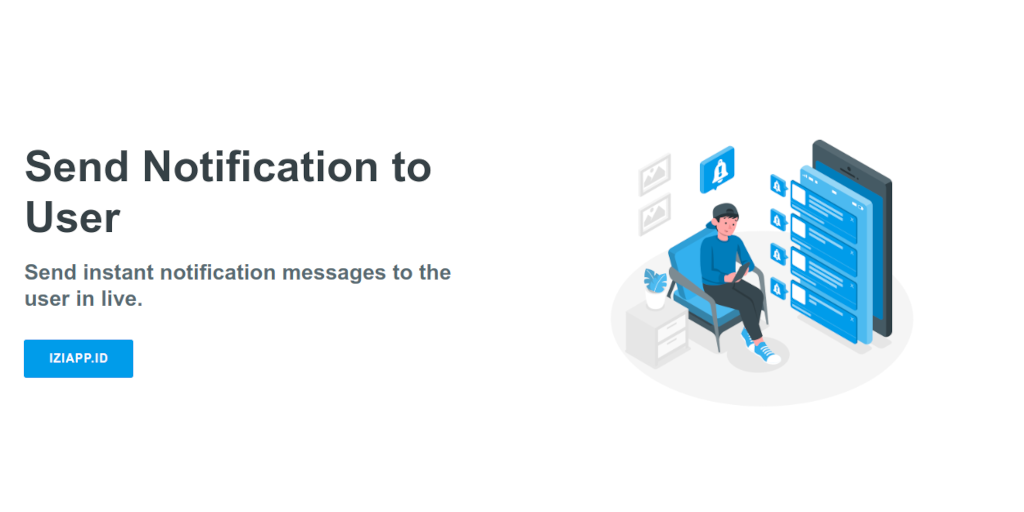 Send Notification to
User
Send instant notification messages to the
user in live.
IZIAPP.ID